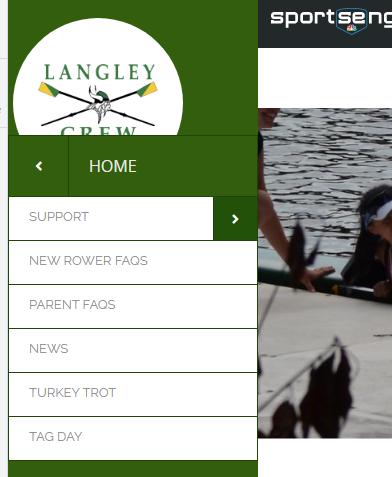 sportseng
LANGLEY
CREW
HOME
SUPPORT
NEW ROWER FAQS
PARENT FAQS
NEWS
TURKEY TROT
TAG DAY